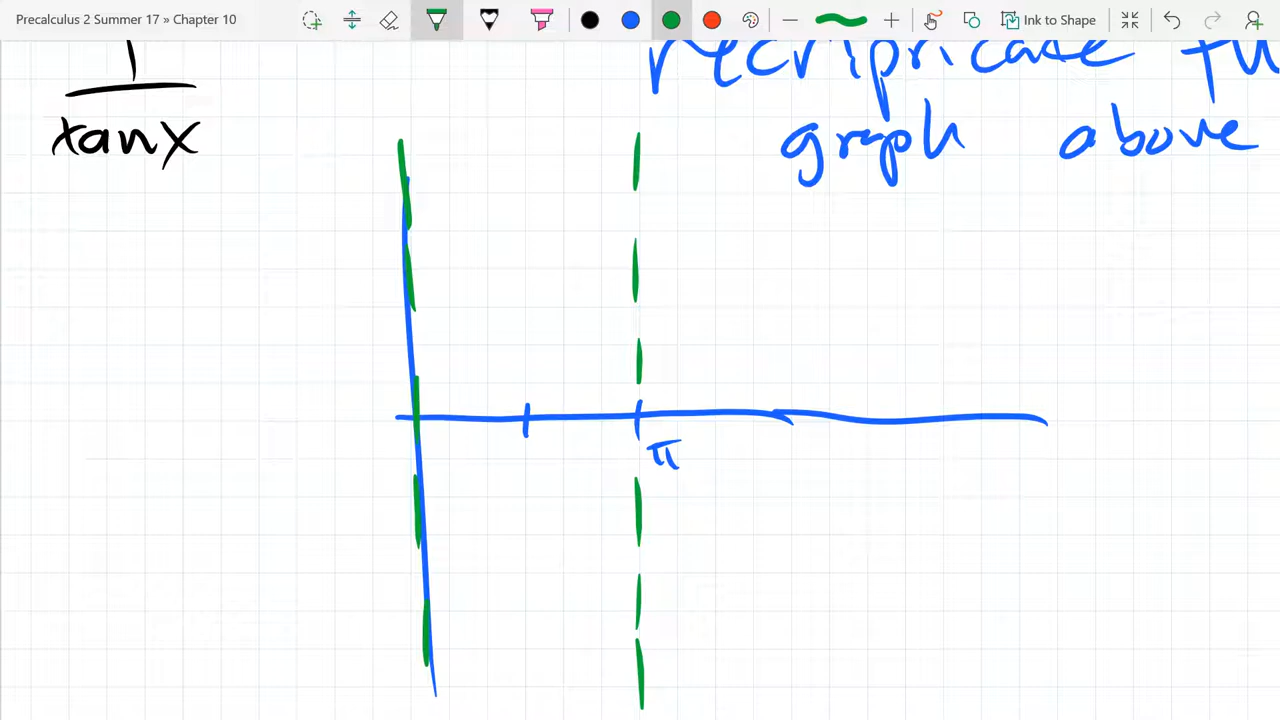 Precalculus 2 Summer 17 » Chapter 10
Ink to Shape
1
tanx
graph above
π